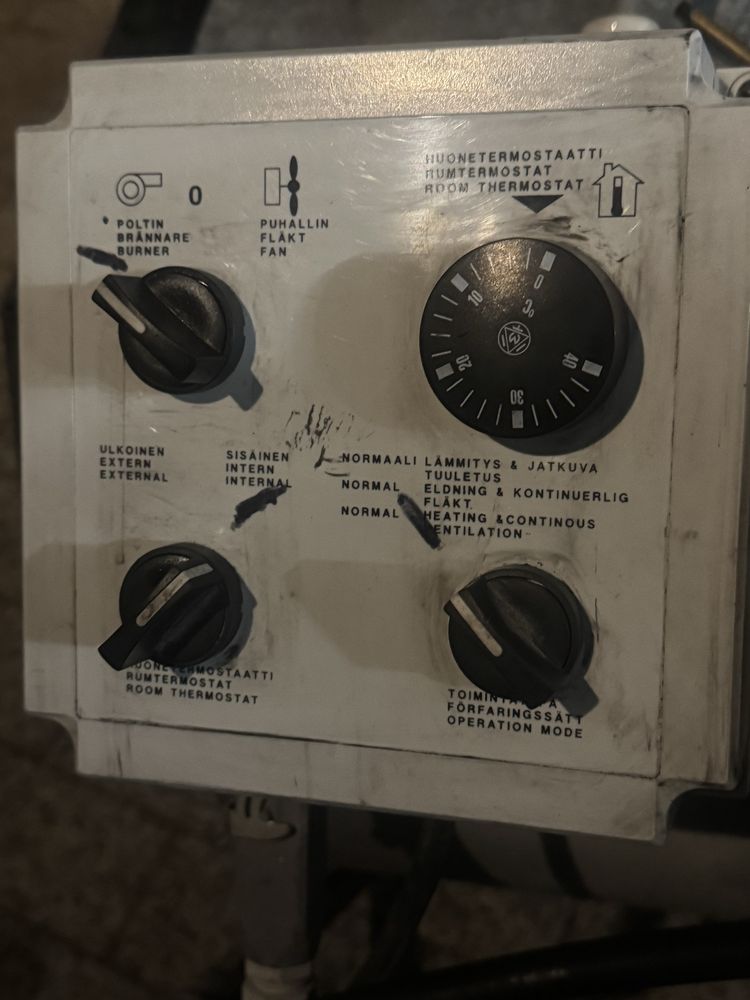 HUONETERMOSTAATTI
RUMTERMOSTAT
ROOM THERMOSTAT
0
POLTIN
BRÄNNARE
BURNER
PUHALLIN
FLÄKT
FAN
0
10
20
30
40
°C
ULKOINEN
EXTERN
EXTERNAL
SISÄINEN
INTERN
INTERNAL
NORMAALI LÄMMITYS & JATKUVA
TUULETUS
NORMAL ELDNING & KONTINUERLIG
FLÄKT
NORMAL HEATING &CONTINOUS
VENTILATION
HUONETERMOSTAATTI
RUMTERMOSTAT
ROOM THERMOSTAT
FÖRFARINGSSÄTT
OPERATION MODE